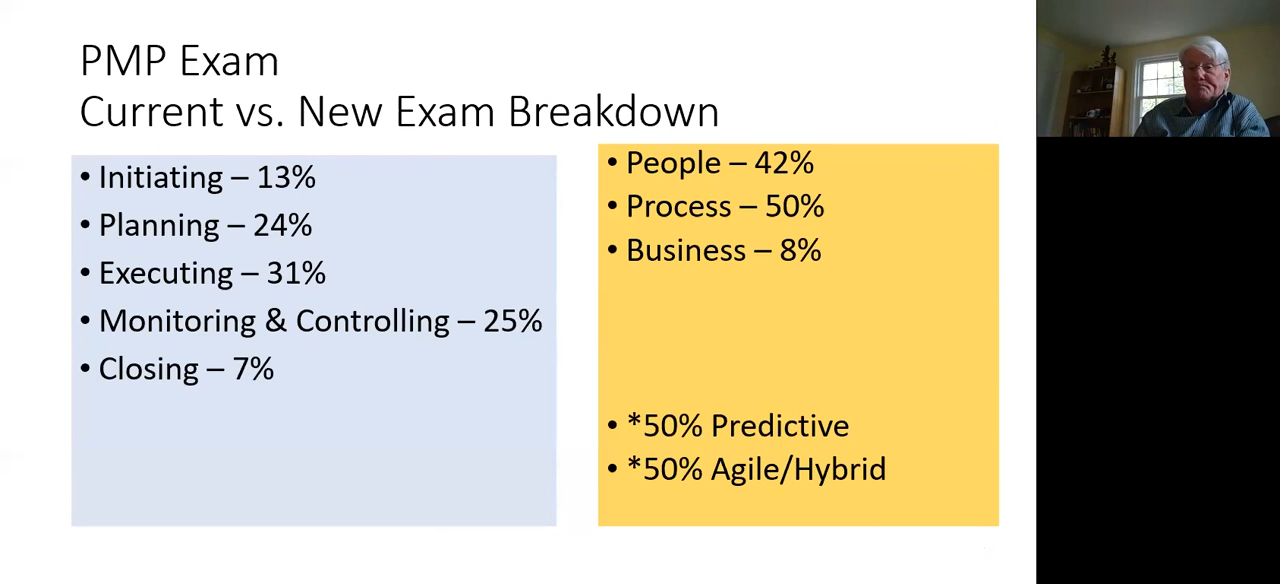 PMP Exam
Current vs. New Exam Breakdown
• Initiating – 13%
• Planning – 24%
• Executing – 31%
• Monitoring & Controlling – 25%
• Closing – 7%
• People – 42%
• Process – 50%
• Business – 8%
• *50% Predictive
• *50% Agile/Hybrid